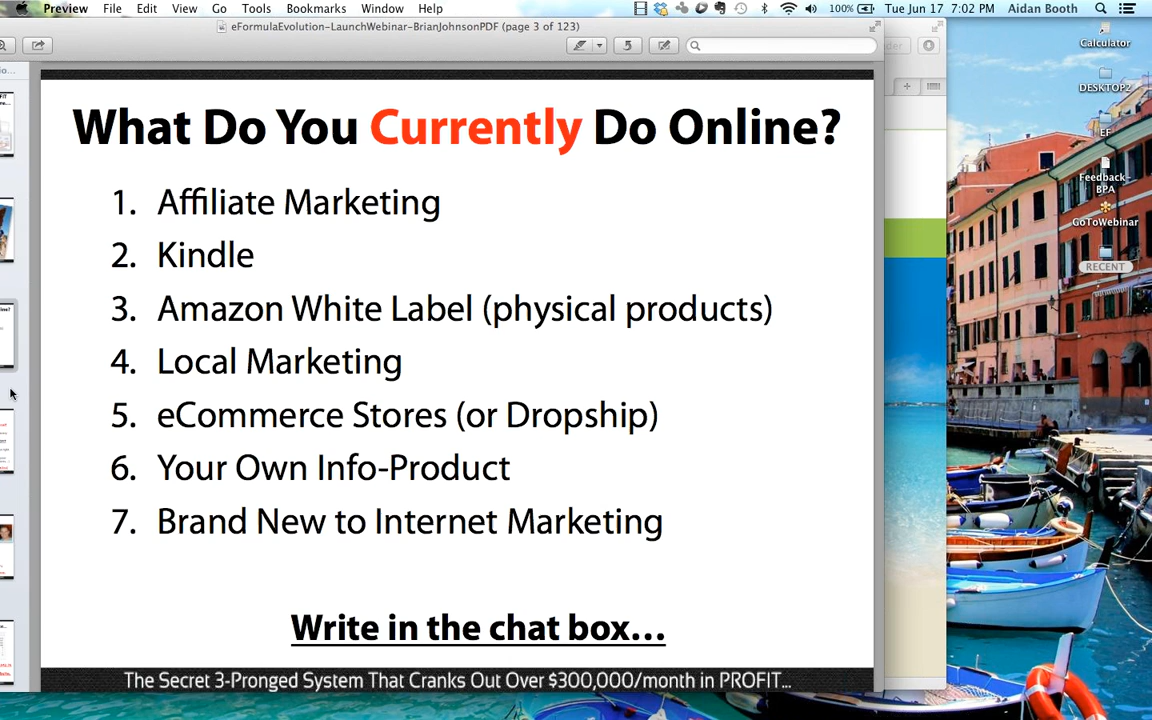 Preview File Edit View Go Tools Bookmarks Window Help 100% Tue Jun 17 7:02 PM Aidan Booth
eFormulaEvolution-LaunchWebinar-BrianJohnsonPDF (page 3 of 123)
What Do You Currently Do Online?
1. Affiliate Marketing
2. Kindle
3. Amazon White Label (physical products)
4. Local Marketing
5. eCommerce Stores (or Dropship)
6. Your Own Info-Product
7. Brand New to Internet Marketing
Write in the chat box...
The Secret 3-Pronged System That Cranks Out Over $300,000/month in PROFIT...
Calculator
DESKTOP2
EF
Feedback-
BPA
GoToWebinar
RECENT